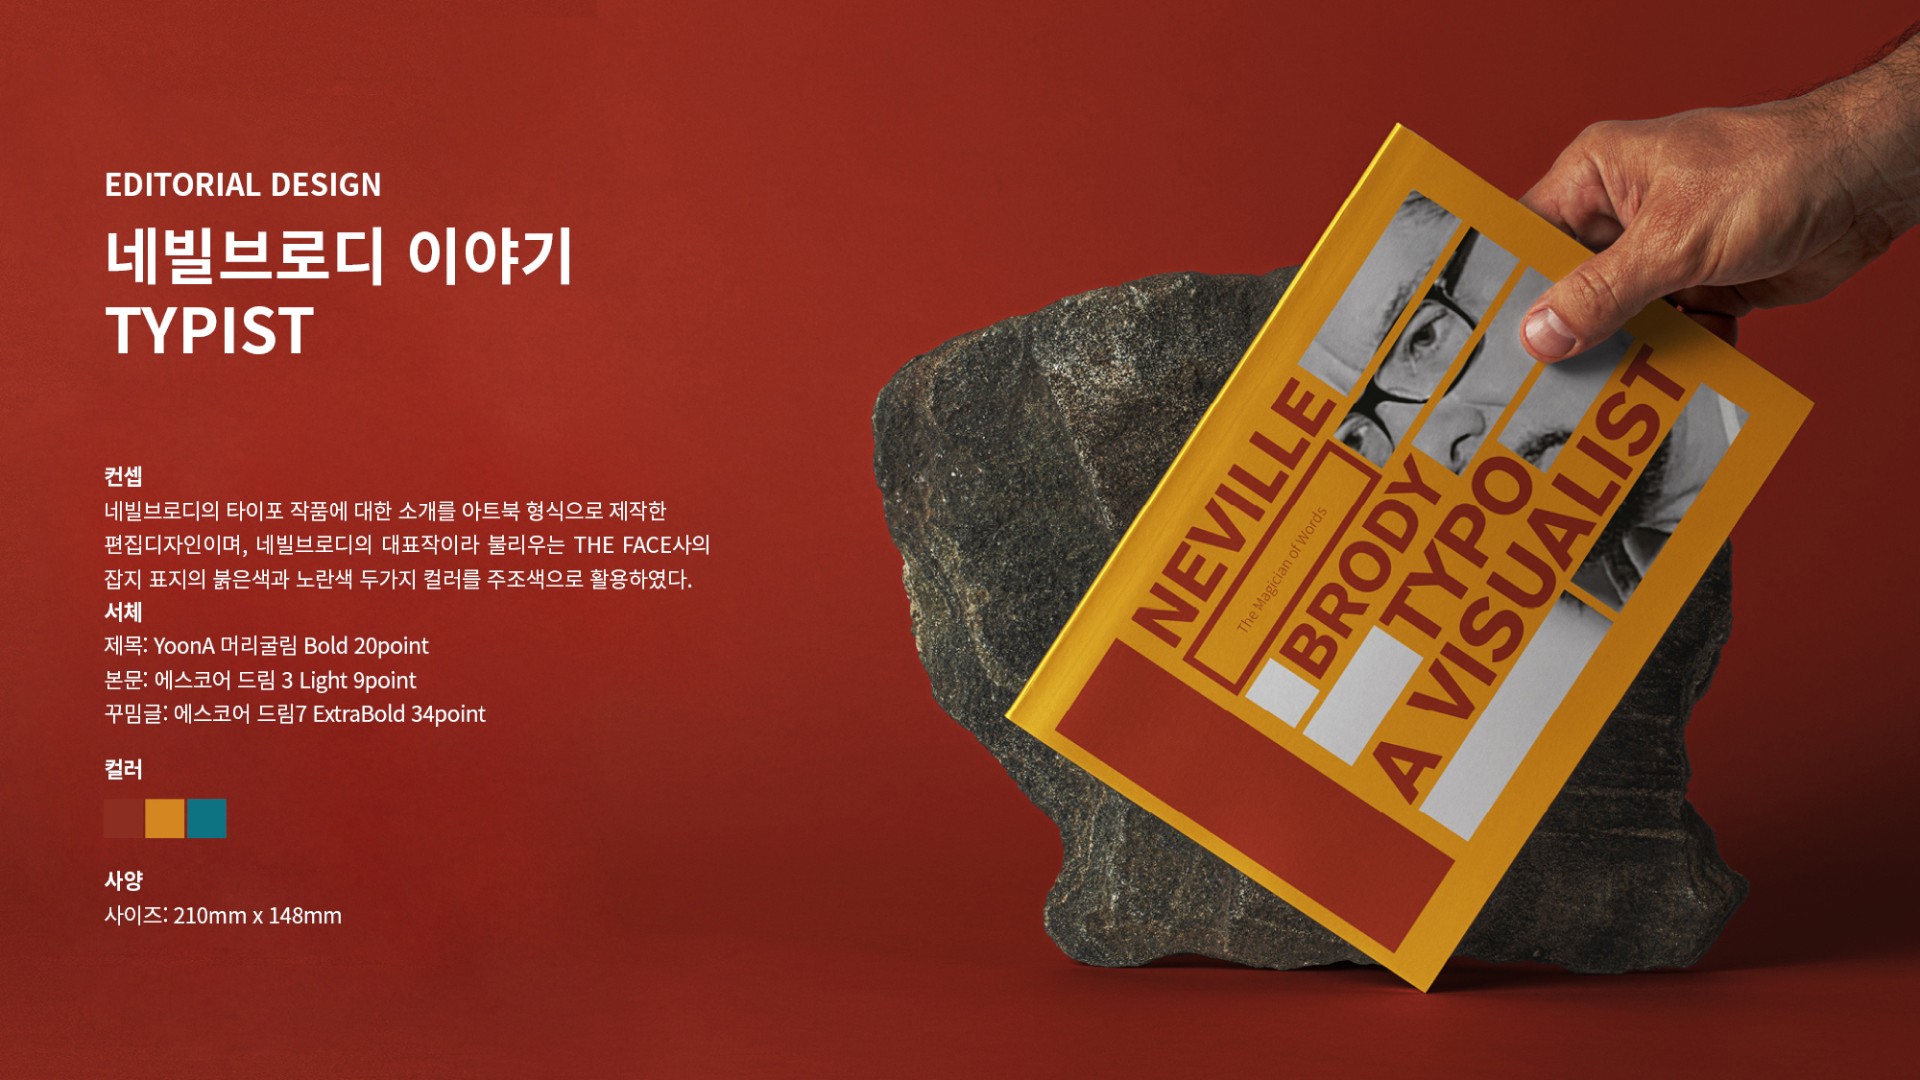 EDITORIAL DESIGN
네빌브로디 이야기
TYPIST
컨셉
네빌브로디의 타이포 작품에 대한 소개를 아트북 형식으로 제작한
편집디자인이며, 네빌브로디의 대표작이라 불리우는 THE FACE사의
잡지 표지의 붉은색과 노란색 두가지 컬러를 주조색으로 활용하였다.
서체
제목: YoonA 머리굴림 Bold 20point
본문: 에스코어 드림 3 Light 9point
꾸밈글: 에스코어 드림7 ExtraBold 34point
컬러
사양
사이즈: 210mm x 148mm
NEVILLE
The Magician of Words
BRODY
TYPO
A VISUALIST